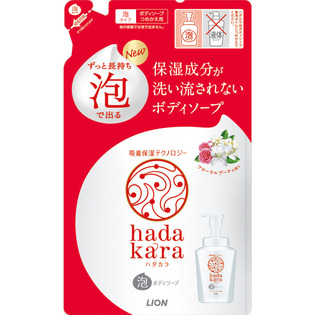 泡
タイプ
ボディソープ
つめかえ用
液体
New
ずっと長持ち
泡
で出る
保湿成分が
洗い流されない
ボディソープ
フローラルブーケの香り
吸着保湿テクノロジー
hada
kara
ハダカラ
泡 ボディソープ
LION